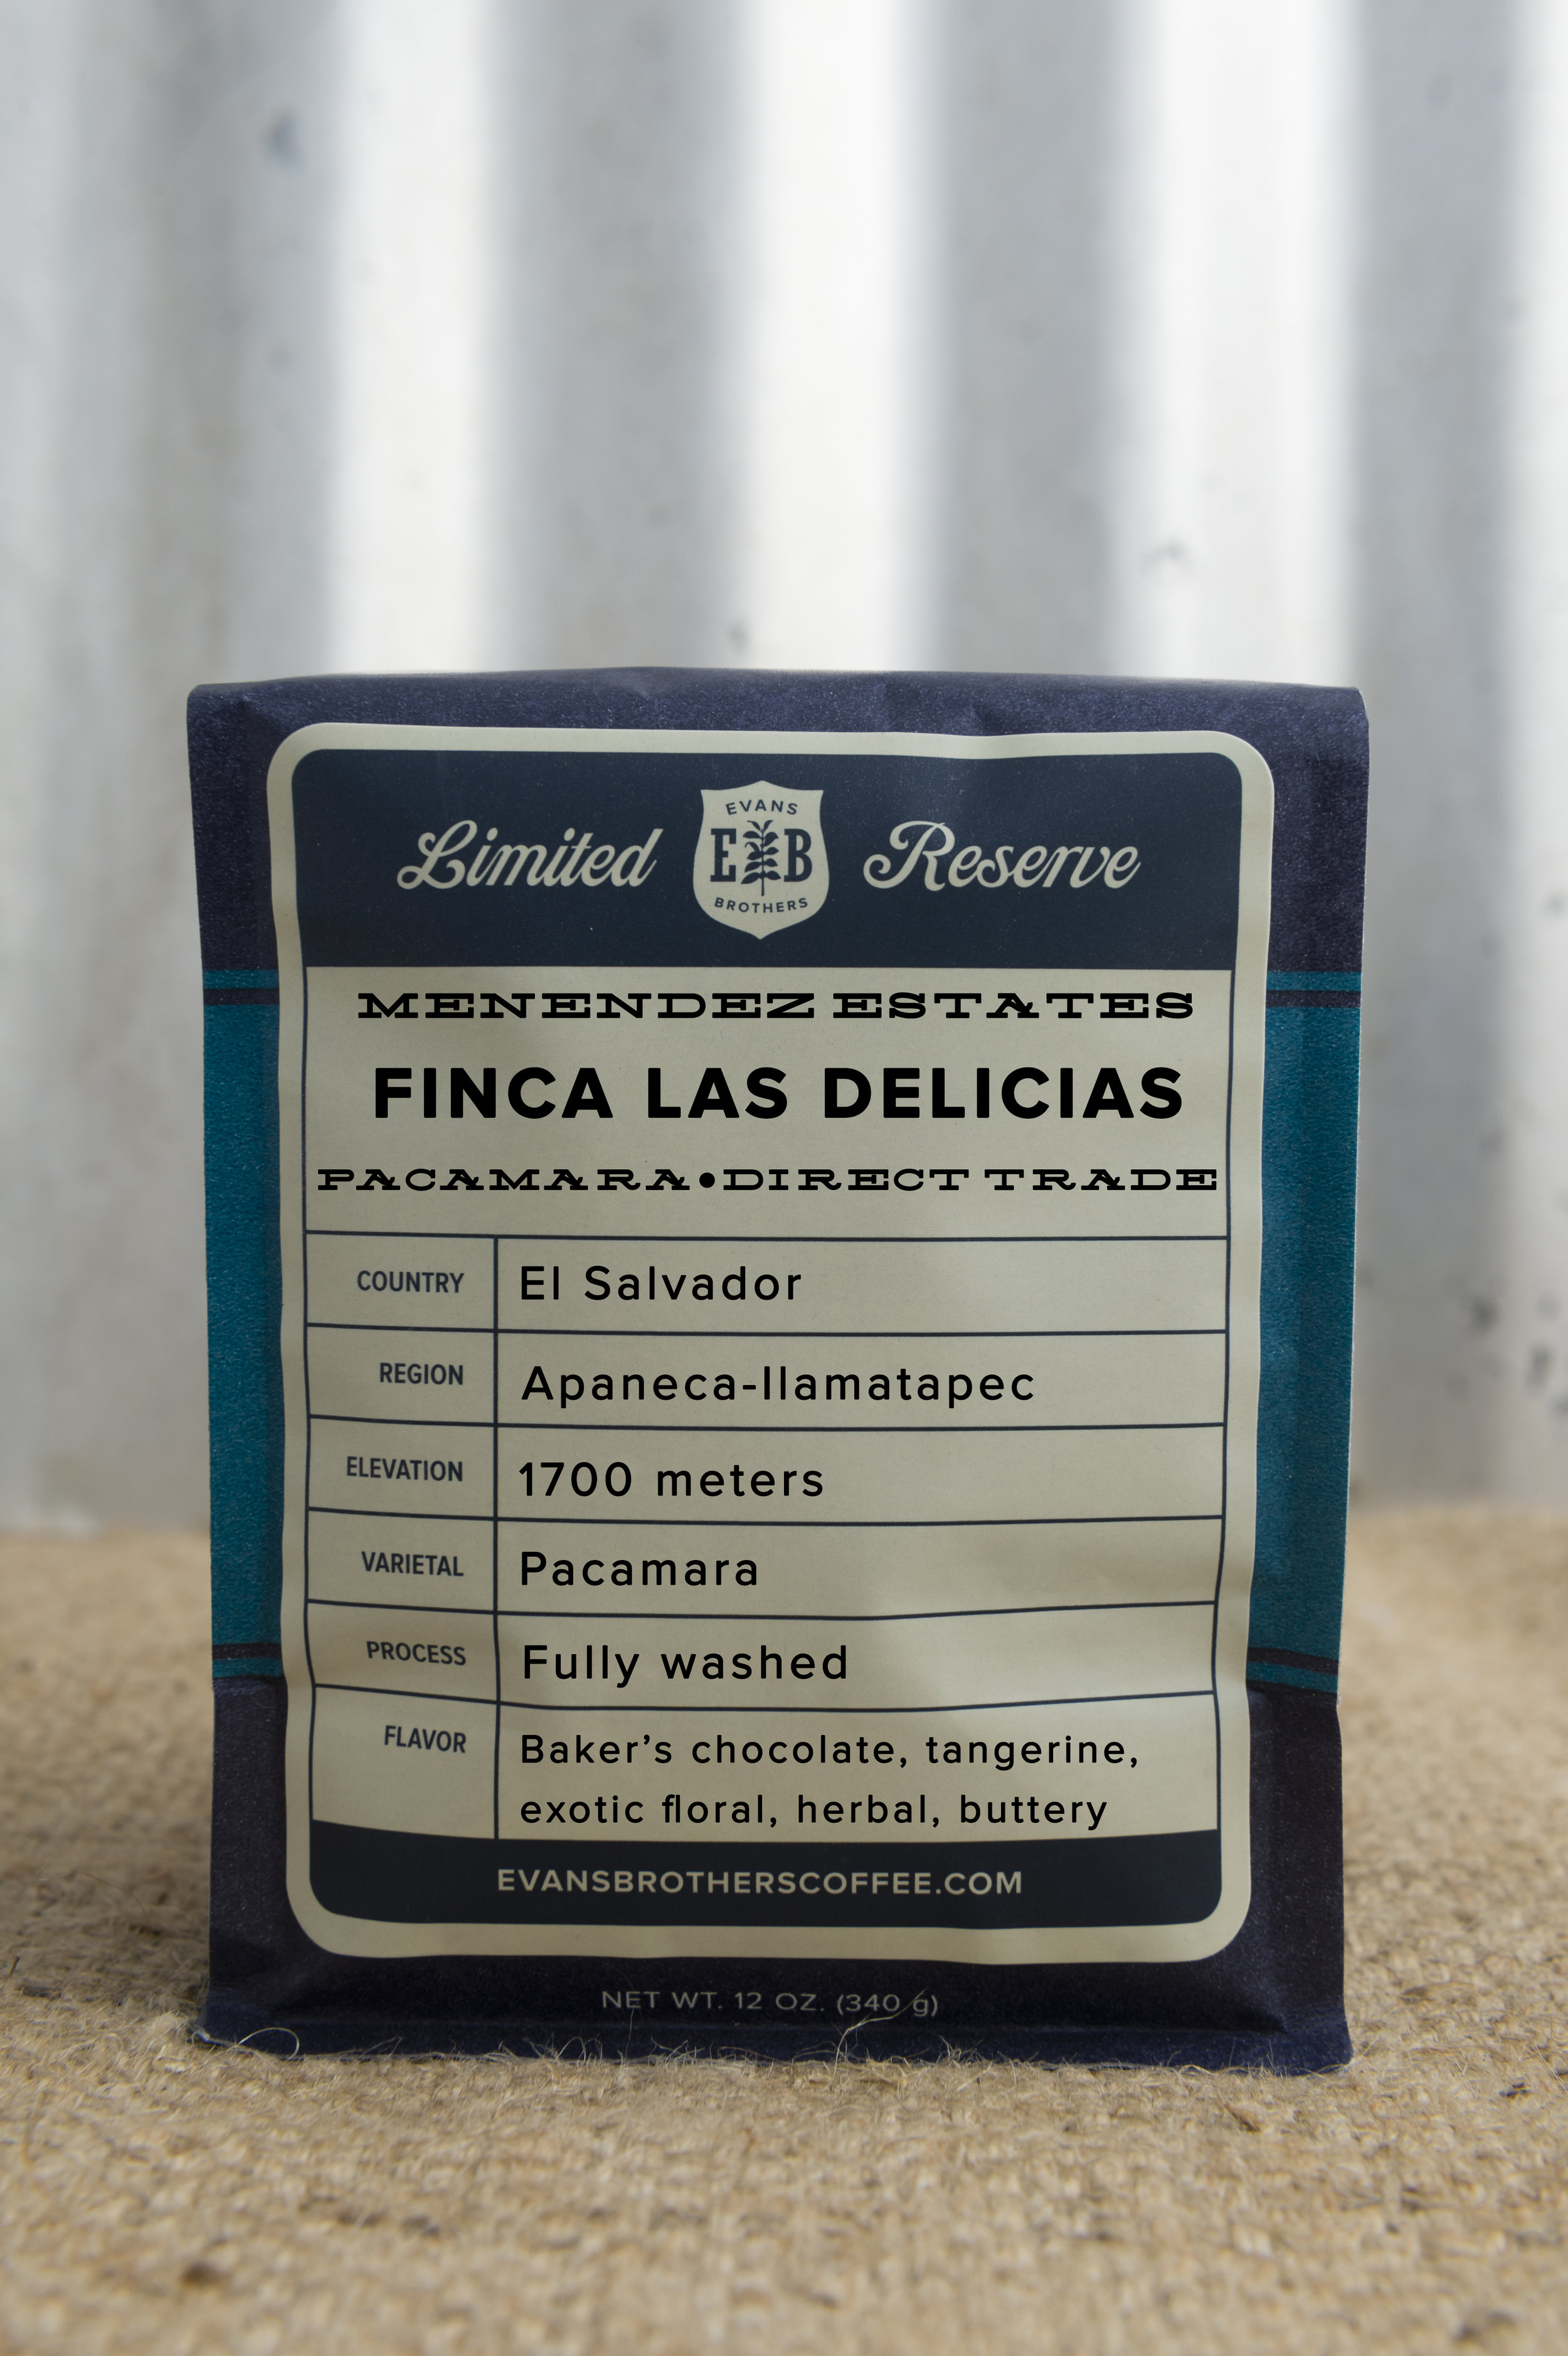 Limited EVANS EB BROTHERS Reserve
MENENDEZ ESTATES
FINCA LAS DELICIAS
PACAMARA•DIRECT TRADE
COUNTRY El Salvador
REGION Apaneca-Ilamatapec
ELEVATION 1700 meters
VARIETAL Pacamara
PROCESS Fully washed
FLAVOR Baker’s chocolate, tangerine,
exotic floral, herbal, buttery
EVANSBROTHERSCOFFEE.COM
NET WT. 12 OZ. (340 g)